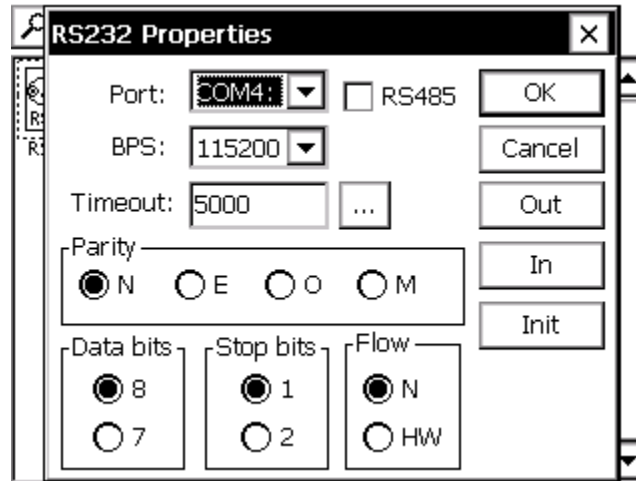 RS232 Properties
Port: COM4: RS485 OK
BPS: 115200 Cancel
Timeout: 5000 ... Out
Parity
N E O M
In
Init
Data bits Stop bits Flow
8 1 N
7 2 HW